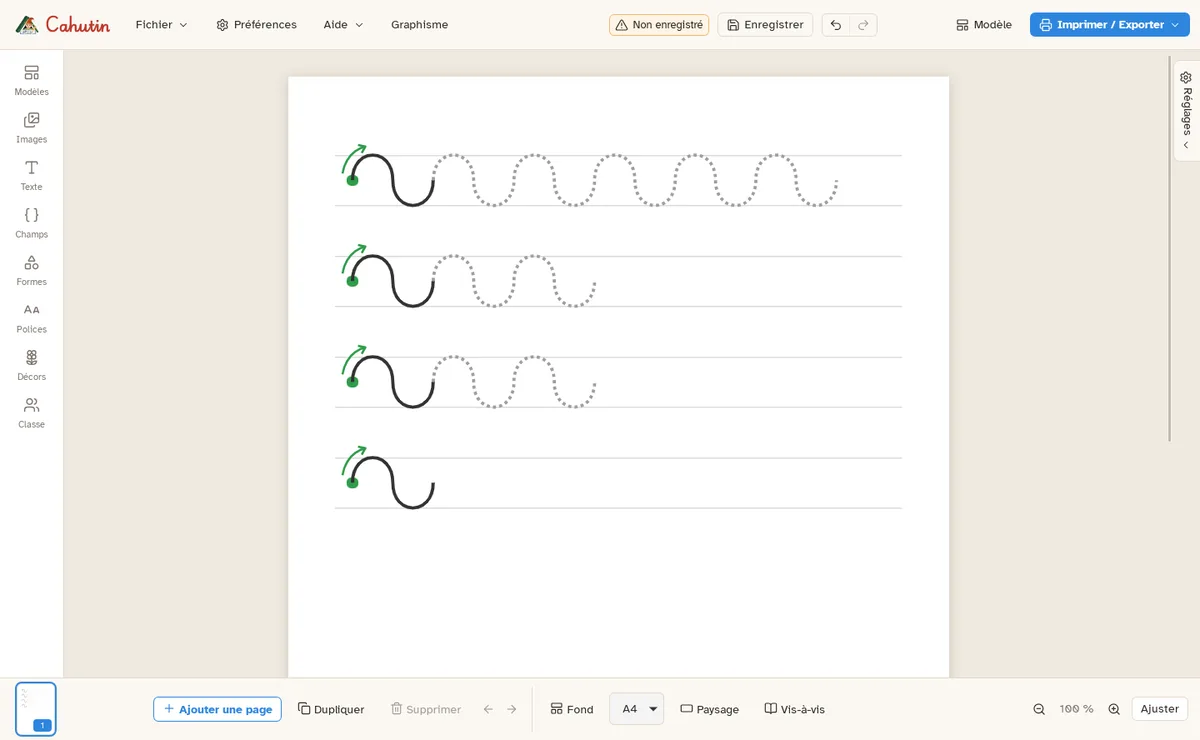 Cahutin
Fichier
Préférences
Aide
Graphisme
Non enregistré
Enregistrer
Modèle
Imprimer / Exporter
Modèles
Images
Texte
Champs
Formes
Polices
Décors
Classe
Réglages
1
Ajouter une page
Dupliquer
Supprimer
Fond
A4
Paysage
Vis-à-vis
100 %
Ajuster